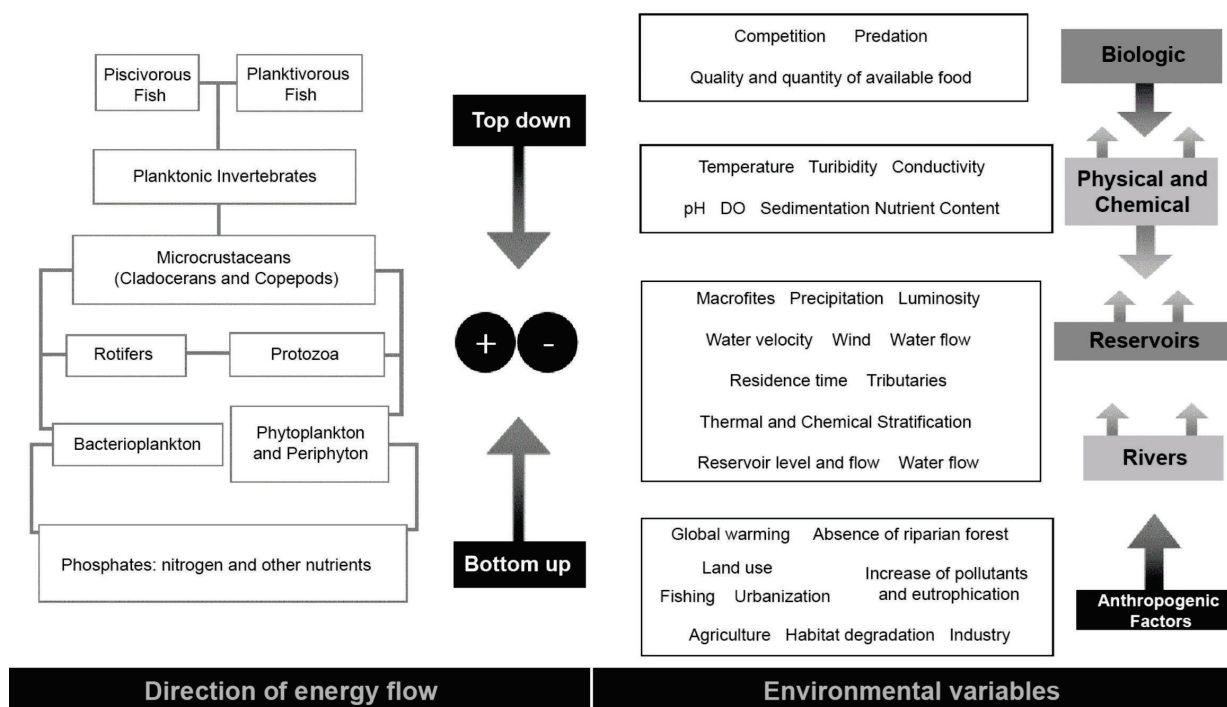 Piscivorous
Fish
Planktivorous
Fish
Planktonic Invertebrates
Microcrustaceans
(Cladocerans and Copepods)
Rotifers
Protozoa
Bacterioplankton
Phytoplankton
and Periphyton
Phosphates: nitrogen and other nutrients
Top down
+ -
Bottom up
Direction of energy flow
Competition Predation
Quality and quantity of available food
Biologic
Temperature Turibidity Conductivity
pH DO Sedimentation Nutrient Content
Physical and
Chemical
Macrofites Precipitation Luminosity
Water velocity Wind Water flow
Residence time Tributaries
Thermal and Chemical Stratification
Reservoir level and flow Water flow
Reservoirs
Rivers
Global warming Absence of riparian forest
Land use
Increase of pollutants
and eutrophication
Fishing Urbanization
Agriculture Habitat degradation Industry
Anthropogenic
Factors
Environmental variables